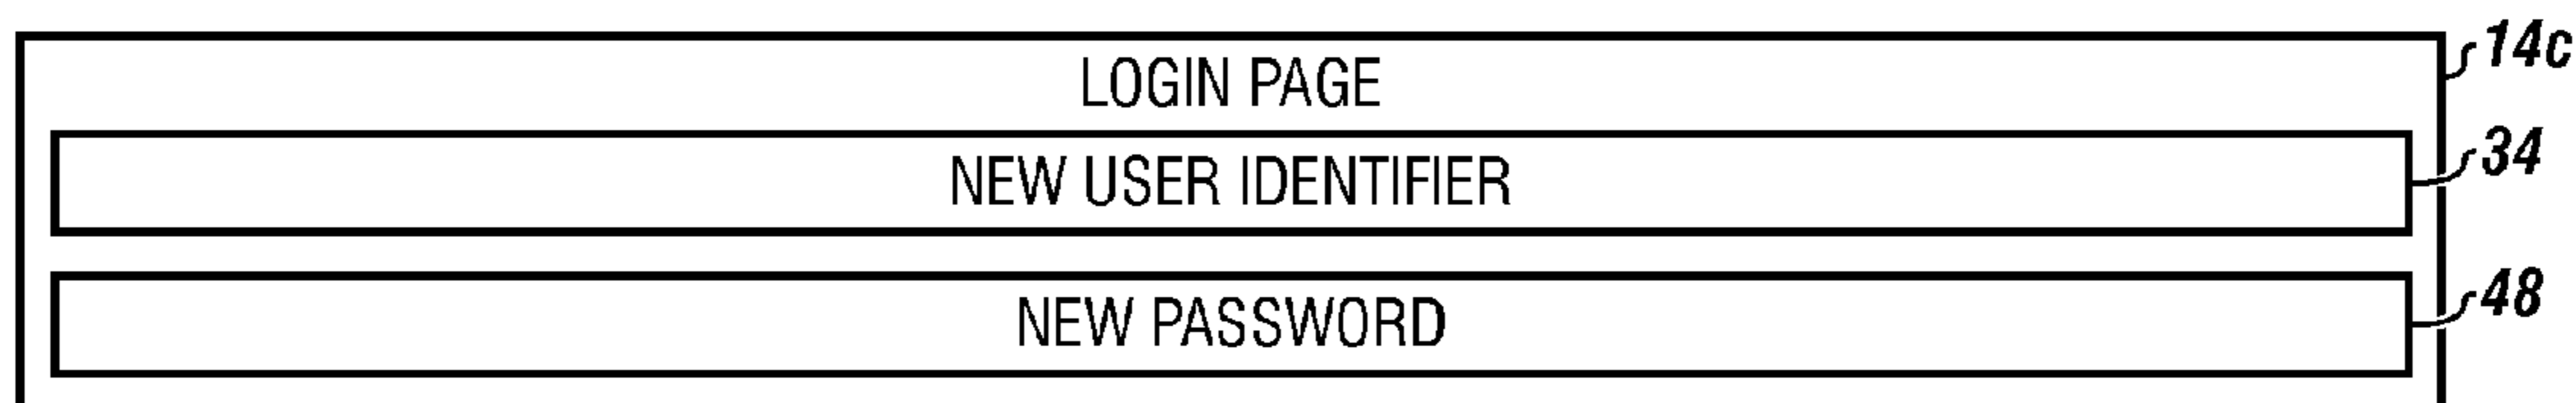 LOGIN PAGE 14c
NEW USER IDENTIFIER 34
NEW PASSWORD 48